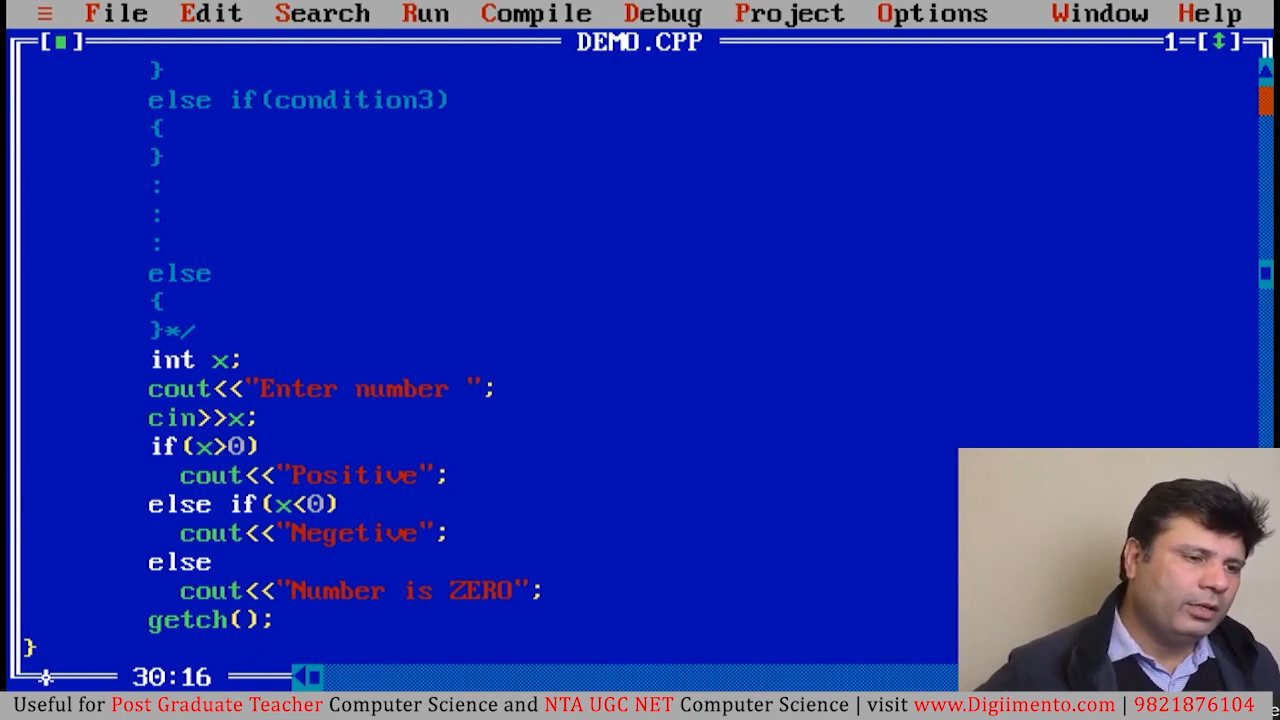 ≡ File Edit Search Run Compile Debug Project Options Window Help
[■] DEMO.CPP 1=[↕]
}
else if(condition3)
{
}
:
:
:
else
{
}*/
int x;
cout<<"Enter number ";
cin>>x;
if(x>0)
cout<<"Positive";
else if(x<0)
cout<<"Negetive";
else
cout<<"Number is ZERO";
getch();
}
30:16
Useful for Post Graduate Teacher Computer Science and NTA UGC NET Computer Science | visit www.Digiimento.com | 9821876104